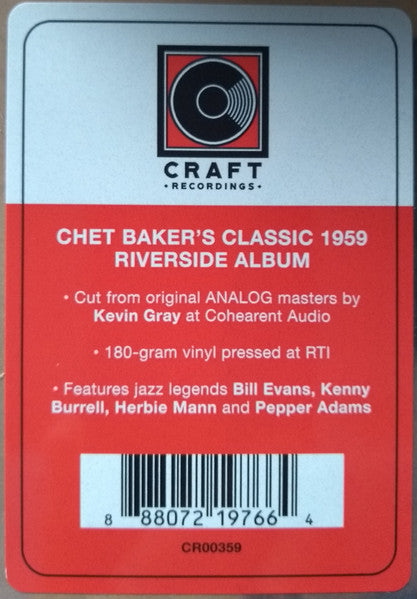 CRAFT
• RECORDINGS •
CHET BAKER'S CLASSIC 1959
RIVERSIDE ALBUM
• Cut from original ANALOG masters by
Kevin Gray at Cohearent Audio
• 180-gram vinyl pressed at RTI
• Features jazz legends Bill Evans, Kenny
Burrell, Herbie Mann and Pepper Adams
8 88072 19766 4
CR00359